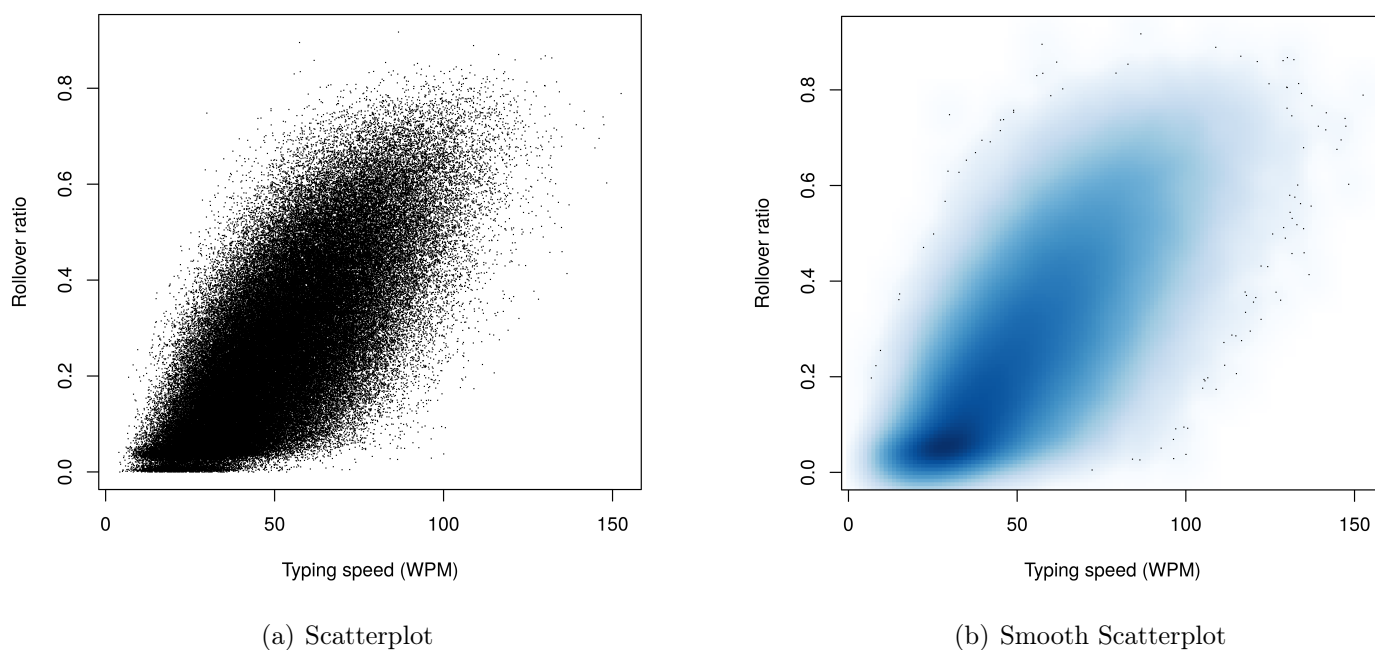 Rollover ratio
0.8
0.6
0.4
0.2
0.0
0 50 100 150
Typing speed (WPM)
(a) Scatterplot
Rollover ratio
0.8
0.6
0.4
0.2
0.0
0 50 100 150
Typing speed (WPM)
(b) Smooth Scatterplot